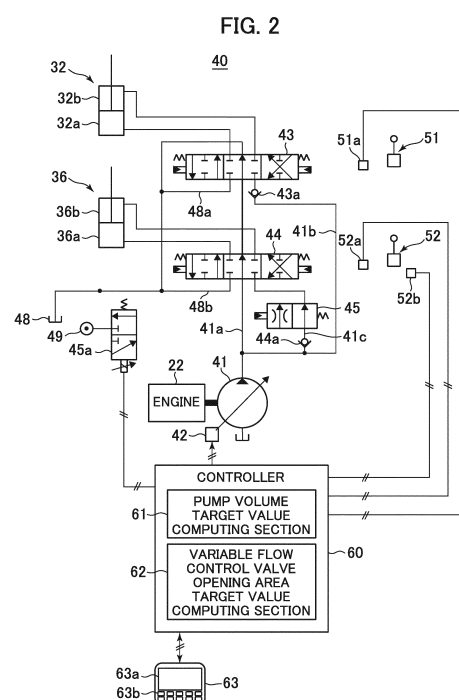 FIG. 2
40
32
32b
32a
43
51a
51
43a
36
36b
36a
48a
41b
44
52a
52
52b
48
49
45a
48b
41a
45
44a
41c
22
41
ENGINE
42
CONTROLLER
61
PUMP VOLUME
TARGET VALUE
COMPUTING SECTION
62
VARIABLE FLOW
CONTROL VALVE
OPENING AREA
TARGET VALUE
COMPUTING SECTION
60
63a
63
63b